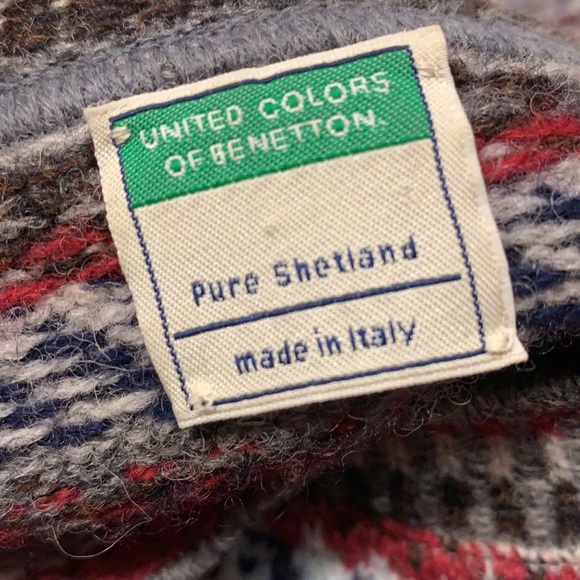 UNITED COLORS
OF BENETTON.
Pure Shetland
made in Italy